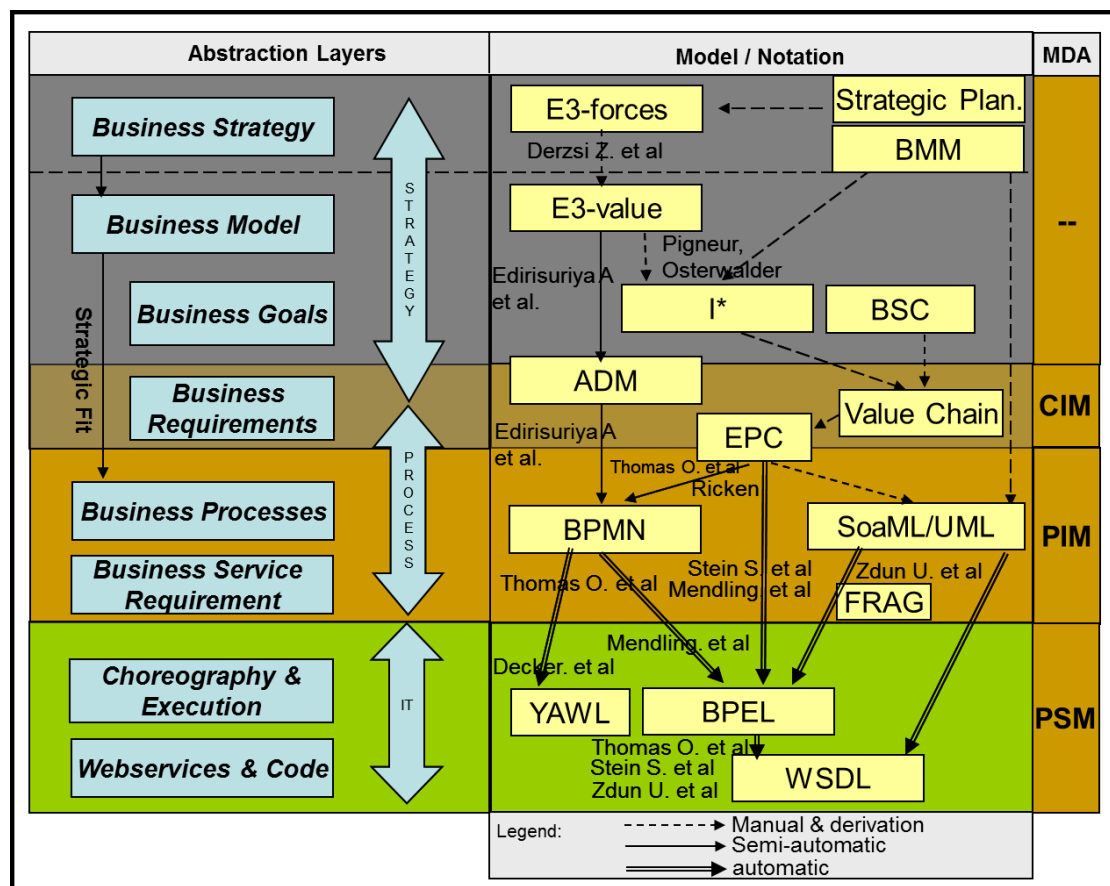 Abstraction Layers
Model / Notation
MDA
Business Strategy
Business Model
Business Goals
Business
Requirements
Business Processes
Business Service
Requirement
Choreography &
Execution
Webservices & Code
Strategic Fit
STRATEGY
PROCESS
IT
E3-forces
Strategic Plan.
BMM
Derzsi Z. et al
E3-value
Pigneur,
Osterwalder
Edirisuriya A
et al.
I*
BSC
ADM
Value Chain
Edirisuriya A
et al.
EPC
Thomas O. et al
Ricken
BPMN
SoaML/UML
Thomas O. et al
Stein S. et al
Mendling. et al
Zdun U. et al
FRAG
Mendling. et al
Decker. et al
YAWL
BPEL
Thomas O. et al
Stein S. et al
Zdun U. et al
WSDL
--
CIM
PIM
PSM
Legend:
Manual & derivation
Semi-automatic
automatic